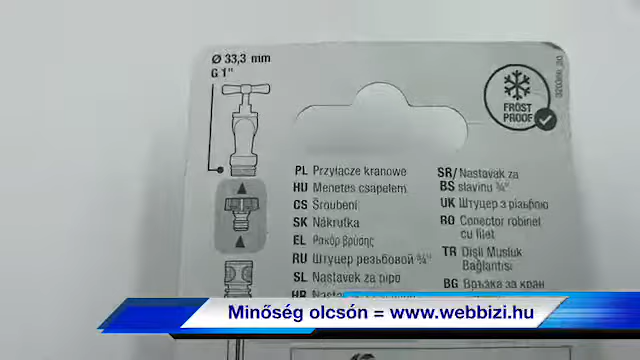 Ø 33,3 mm
G 1"
FROST
PROOF
PL Przyłącze kranowe
HU Menetes csapelem
CS Šroubení
SK Nákrutka
EL Ρακόρ βρύσης
RU Штуцер резьбовой ¾"
SL Nastavek za pipo
HR
SR/ Nastavak za
BS slavinu ¾"
UK Штуцер з різьбою
RO Conector robinet
cu filet
TR Dişli Musluk
Bağlantısı
BG Връзка за кран
Minőség olcsón = www.webbizi.hu